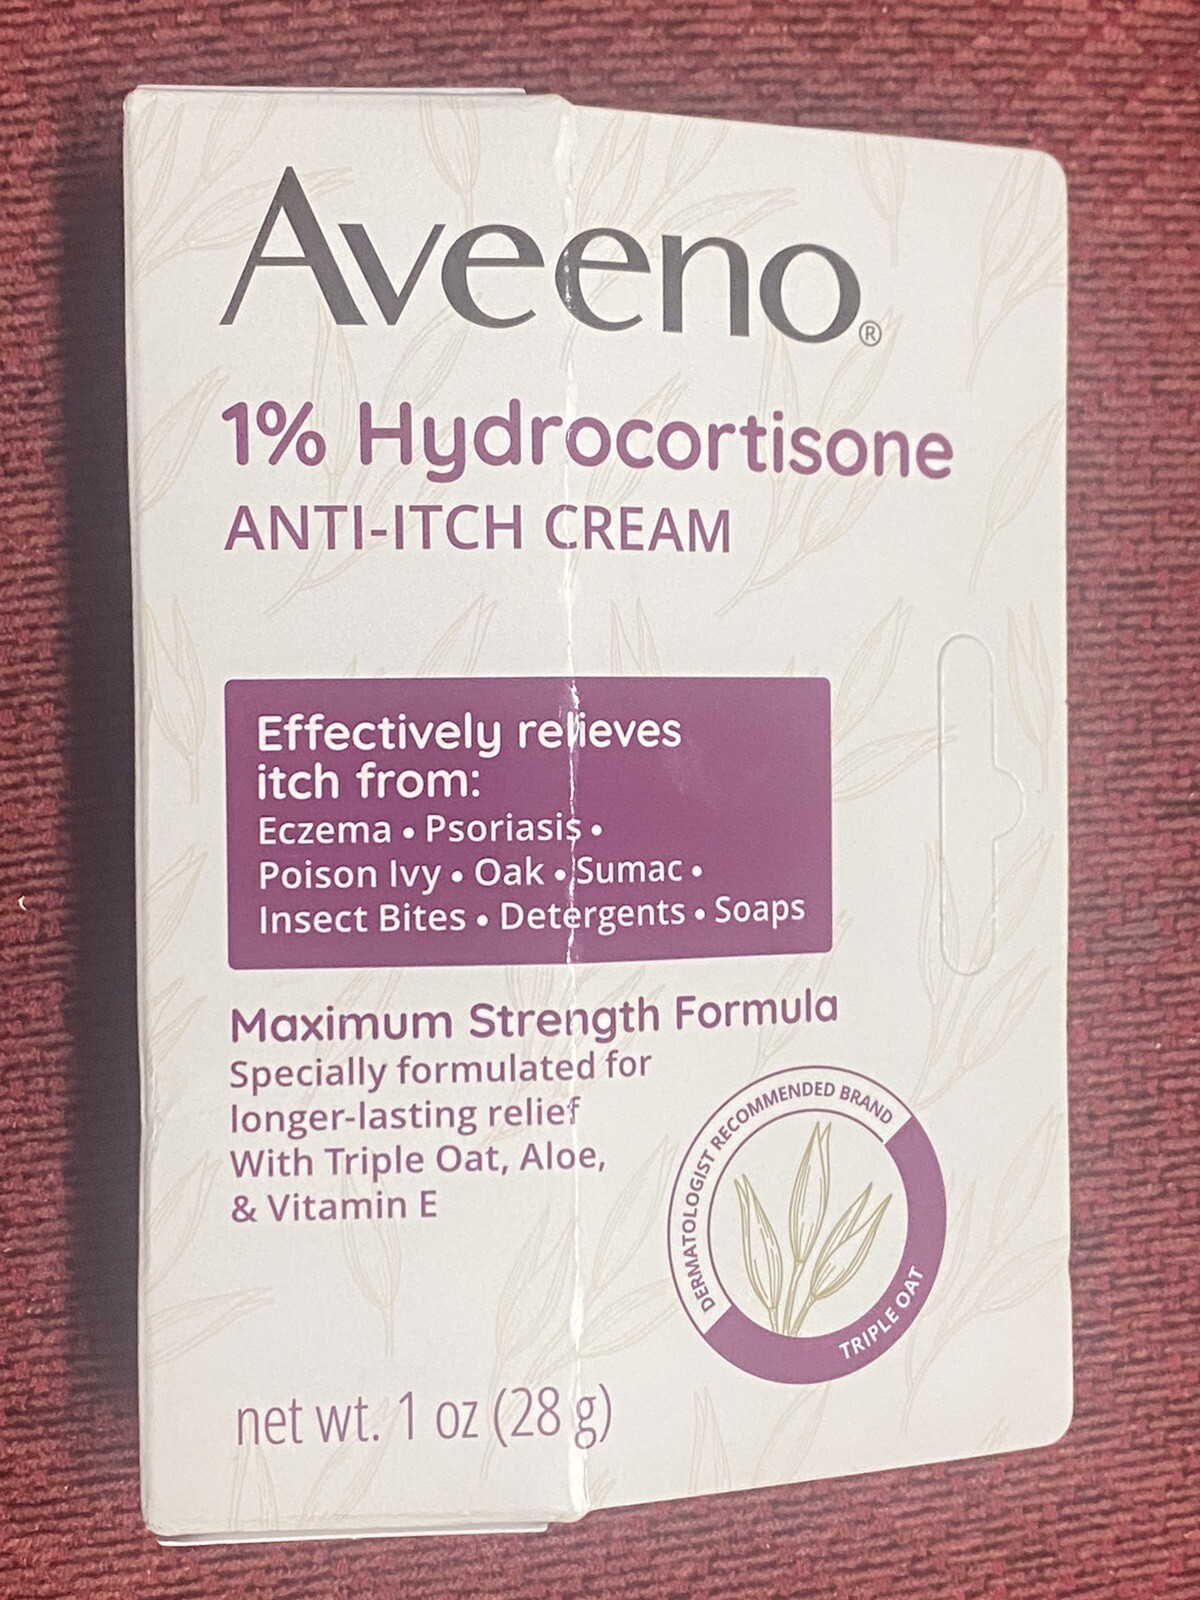 Aveeno®
1% Hydrocortisone
ANTI-ITCH CREAM
Effectively relieves
itch from:
Eczema • Psoriasis •
Poison Ivy • Oak • Sumac •
Insect Bites • Detergents • Soaps
Maximum Strength Formula
Specially formulated for
longer-lasting relief
With Triple Oat, Aloe,
& Vitamin E
DERMATOLOGIST RECOMMENDED BRAND
TRIPLE OAT
net wt. 1 oz (28 g)